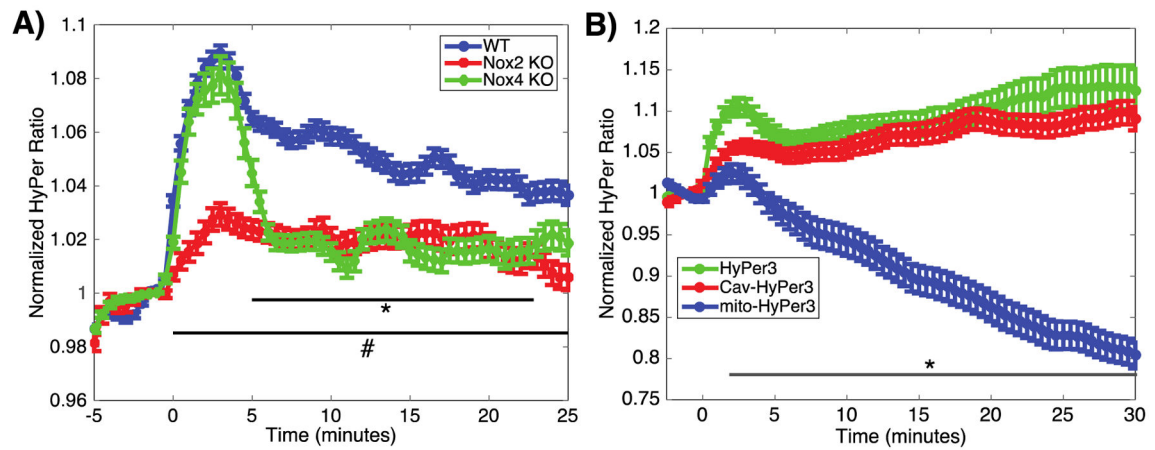 A)
Normalized HyPer Ratio
1.1
1.08
1.06
1.04
1.02
1
0.98
0.96
WT
Nox2 KO
Nox4 KO
*
#
-5 0 5 10 15 20 25
Time (minutes)
B)
Normalized HyPer Ratio
1.2
1.15
1.1
1.05
1
0.95
0.9
0.85
0.8
0.75
HyPer3
Cav-HyPer3
mito-HyPer3
*
0 5 10 15 20 25 30
Time (minutes)